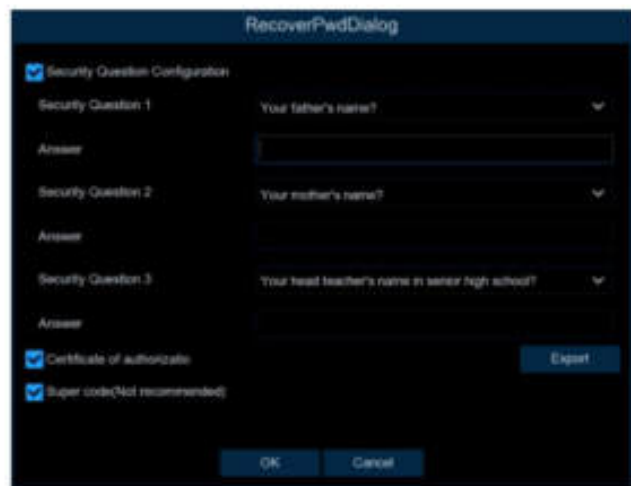 RecoverPwdDialog
Security Question Configuration
Security Question 1 Your father's name?
Answer
Security Question 2 Your mother's name?
Answer
Security Question 3 Your head teacher's name in senior high school?
Answer
Certificate of authorizatio Export
Super code(Not recommended)
OK Cancel